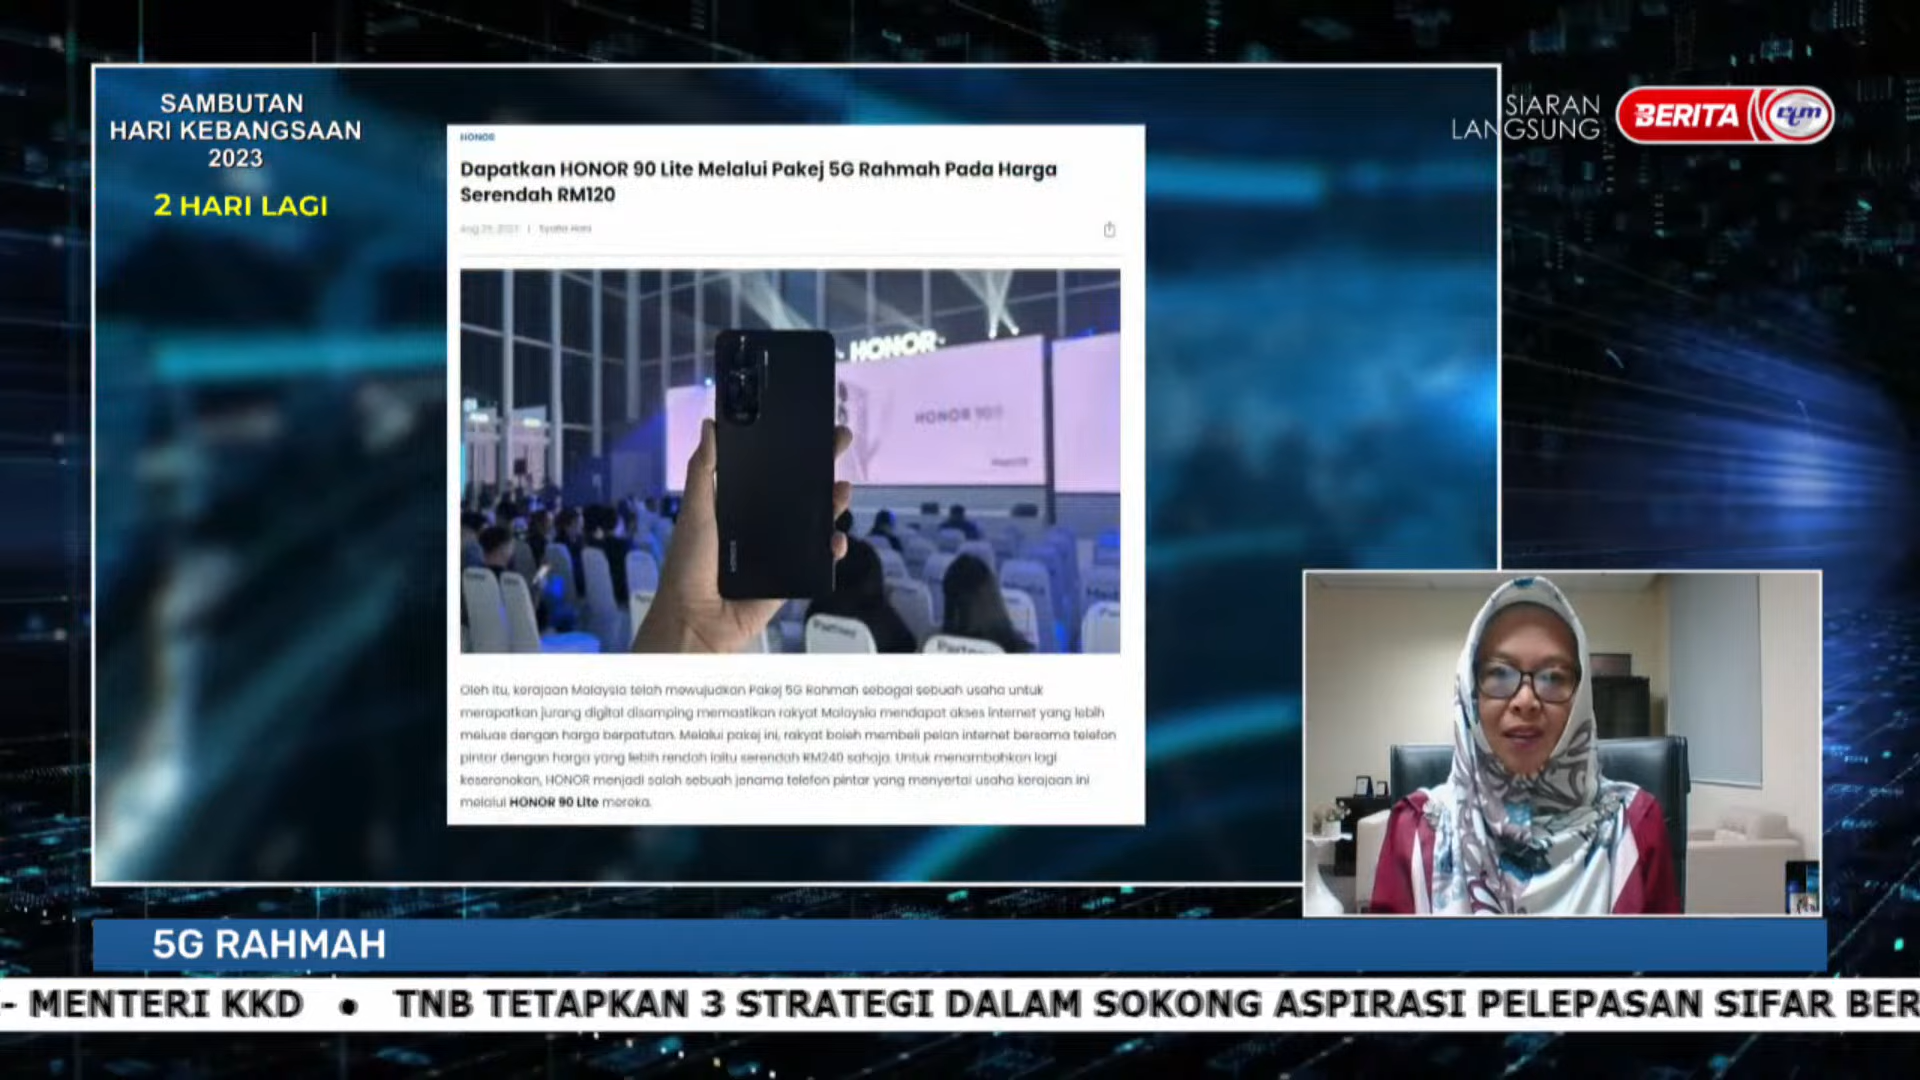 SAMBUTAN
HARI KEBANGSAAN
2023
2 HARI LAGI
SIARAN
LANGSUNG
BERITA rtm
HONOR
Dapatkan HONOR 90 Lite Melalui Pakej 5G Rahmah Pada Harga
Serendah RM120
HONOR
HONOR 90
HONOR
Partner
Oleh itu, kerajaan Malaysia telah mewujudkan Pakej 5G Rahmah sebagai sebuah usaha untuk
merapatkan jurang digital disamping memastikan rakyat Malaysia mendapat akses internet yang lebih
meluas dengan harga berpatutan. Melalui pakej ini, rakyat boleh membeli pelan internet bersama telefon
pintar dengan harga yang lebih rendah iaitu serendah RM240 sahaja. Untuk menambahkan lagi
keseronokan, HONOR menjadi salah sebuah jenama telefon pintar yang menyertai usaha kerajaan ini
melalui HONOR 90 Lite mereka.
5G RAHMAH
- MENTERI KKD • TNB TETAPKAN 3 STRATEGI DALAM SOKONG ASPIRASI PELEPASAN SIFAR BER